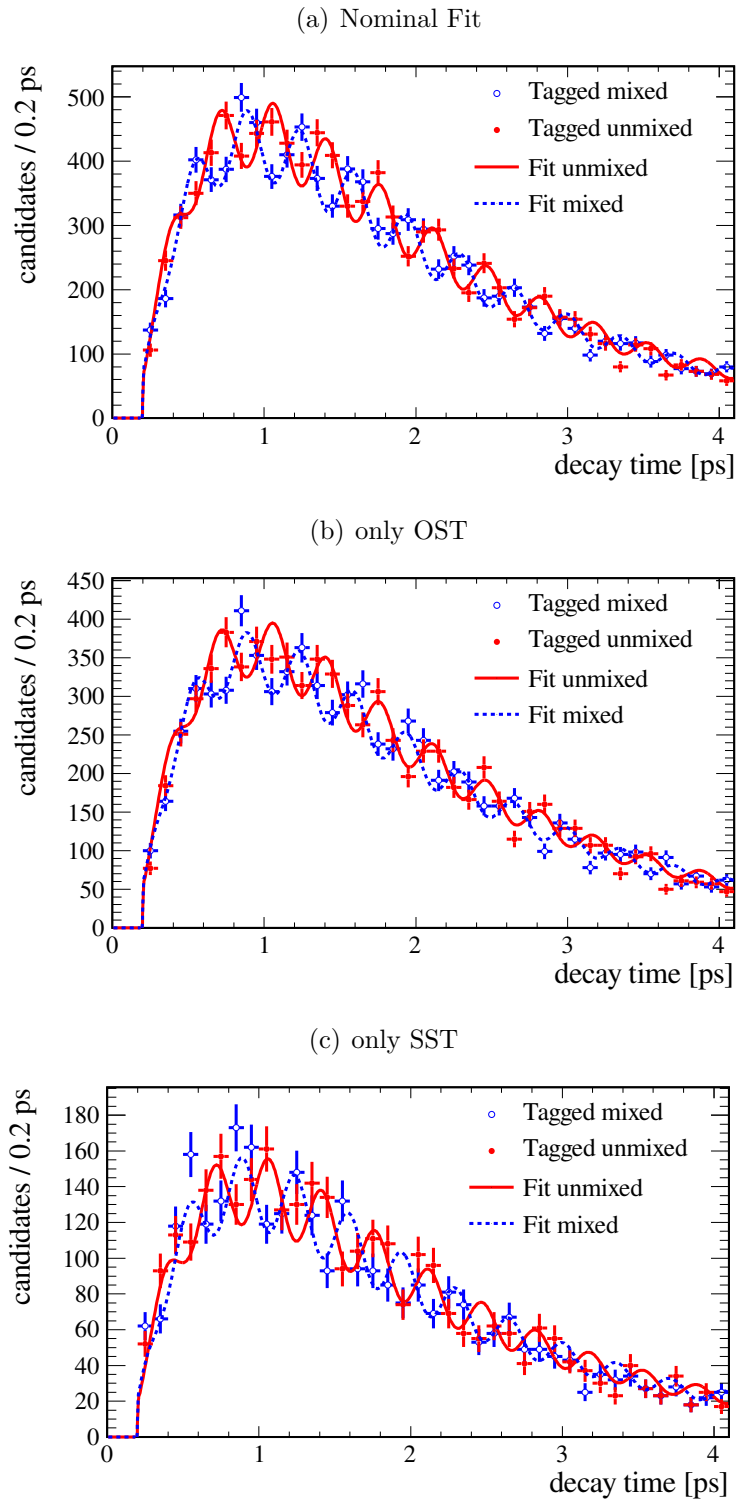 (a) Nominal Fit
candidates / 0.2 ps
500
400
300
200
100
0
Tagged mixed
Tagged unmixed
Fit unmixed
Fit mixed
0 1 2 3 4
decay time [ps]
(b) only OST
candidates / 0.2 ps
450
400
350
300
250
200
150
100
50
0
Tagged mixed
Tagged unmixed
Fit unmixed
Fit mixed
0 1 2 3 4
decay time [ps]
(c) only SST
candidates / 0.2 ps
180
160
140
120
100
80
60
40
20
0
Tagged mixed
Tagged unmixed
Fit unmixed
Fit mixed
0 1 2 3 4
decay time [ps]